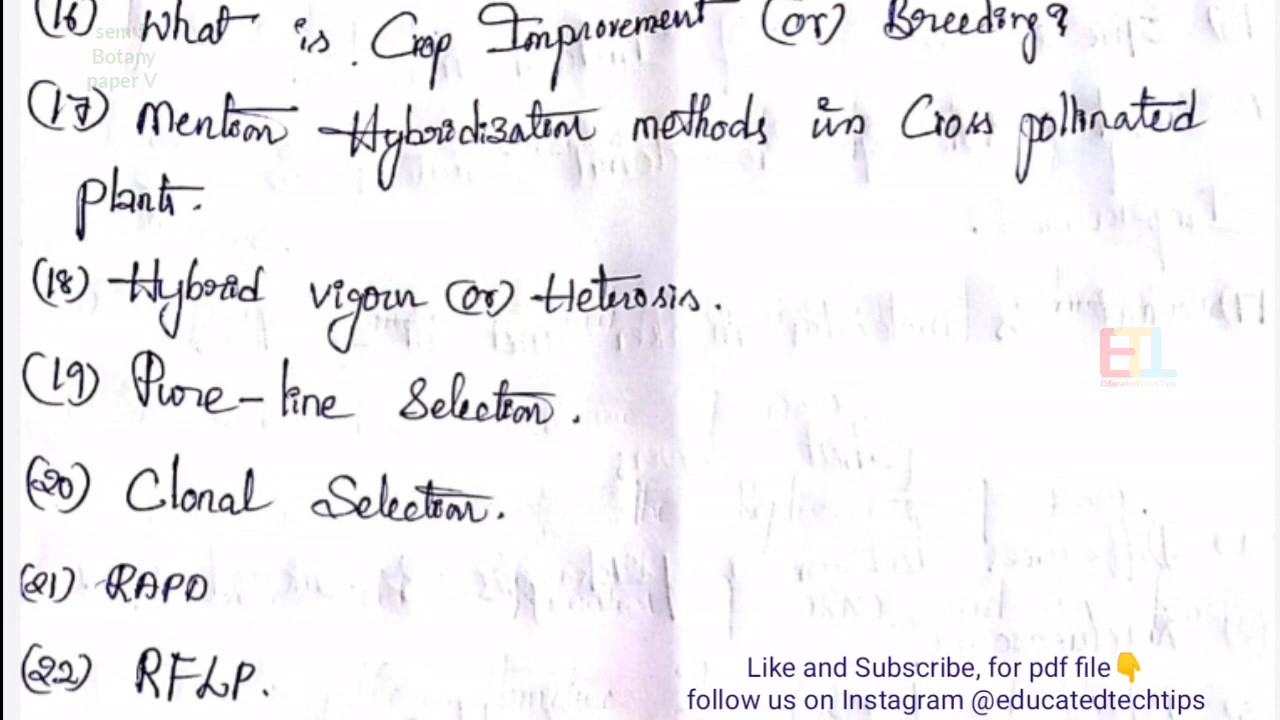 (16) What is Crop Improvement (or) Breeding?
sem
Botany
paper V
(17) Mention Hybridization methods in Cross pollinated
plants.
(18) Hybrid vigour (or) Heterosis.
(19) Pure-line Selection.
ETL
EducatedTechTips
(20) Clonal Selection.
(21) RAPD
(22) RFLP.
Like and Subscribe, for pdf file👇
follow us on Instagram @educatedtechtips